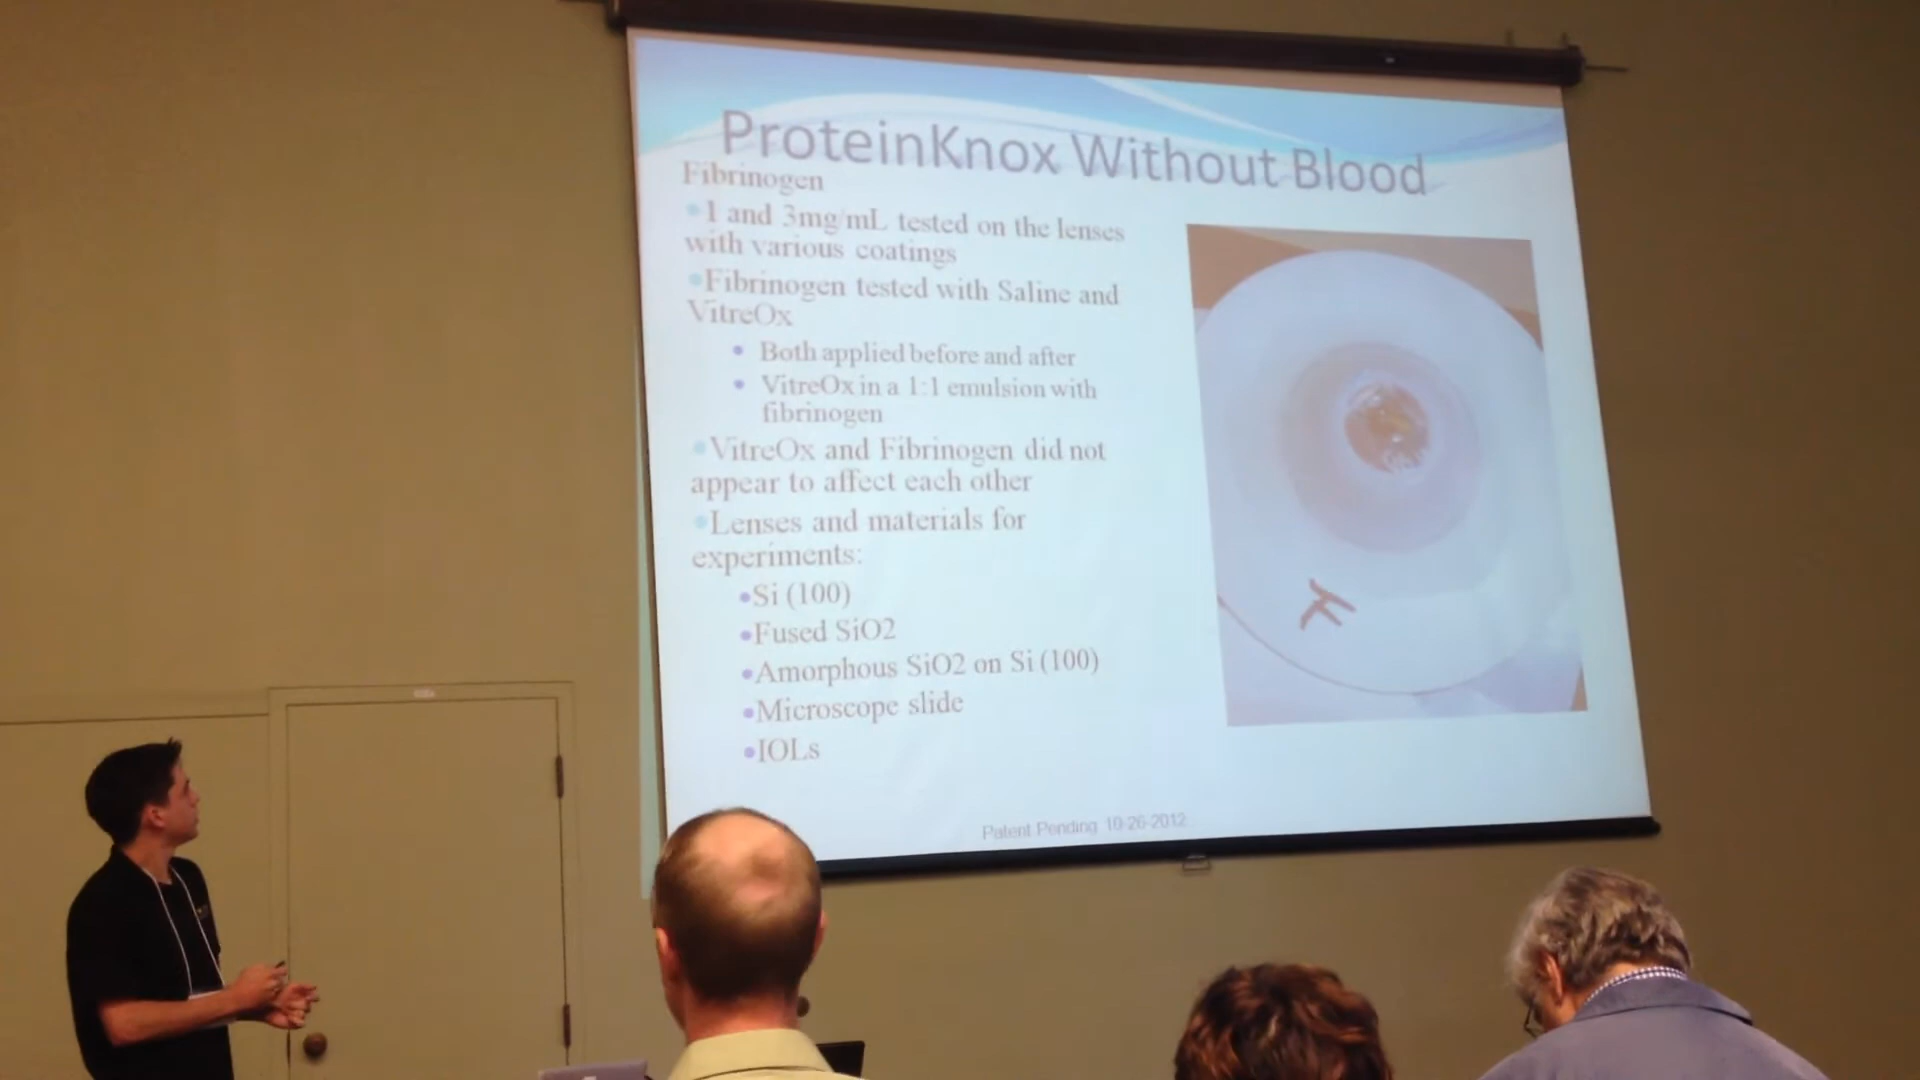 ProteinKnox Without Blood
Fibrinogen
1 and 3mg/mL tested on the lenses
with various coatings
Fibrinogen tested with Saline and
VitreOx
Both applied before and after
VitreOx in a 1:1 emulsion with
fibrinogen
VitreOx and Fibrinogen did not
appear to affect each other
Lenses and materials for
experiments:
Si (100)
Fused SiO2
Amorphous SiO2 on Si (100)
Microscope slide
IOLs
F
Patent Pending 10-26-2012